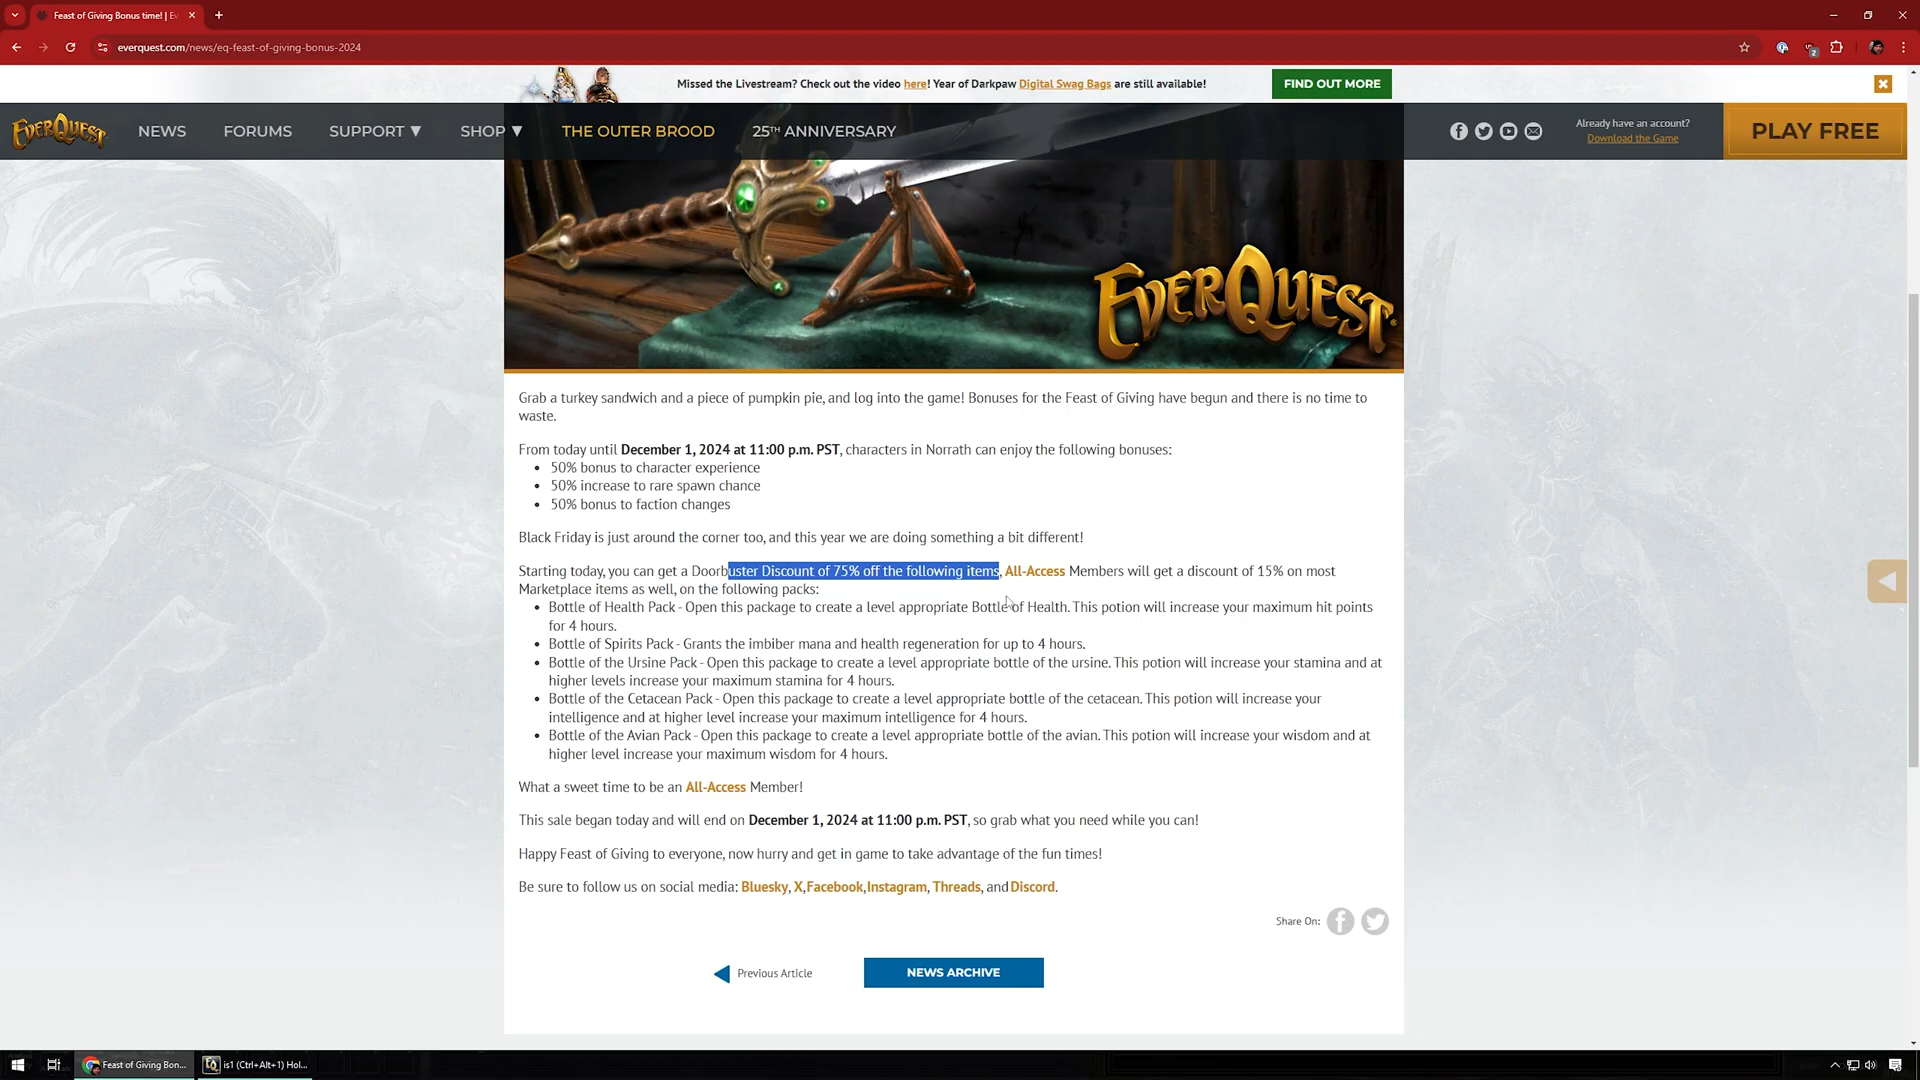 Feast of Giving Bonus time! | Ev
everquest.com/news/eq-feast-of-giving-bonus-2024
2
Missed the Livestream? Check out the video here! Year of Darkpaw Digital Swag Bags are still available!
FIND OUT MORE
EVERQUEST
NEWS
FORUMS
SUPPORT ▼
SHOP ▼
THE OUTER BROOD
25TH ANNIVERSARY
Already have an account?
Download the Game
PLAY FREE
EVERQUEST
Grab a turkey sandwich and a piece of pumpkin pie, and log into the game! Bonuses for the Feast of Giving have begun and there is no time to
waste.
From today until December 1, 2024 at 11:00 p.m. PST, characters in Norrath can enjoy the following bonuses:
• 50% bonus to character experience
• 50% increase to rare spawn chance
• 50% bonus to faction changes
Black Friday is just around the corner too, and this year we are doing something a bit different!
Starting today, you can get a Doorbuster Discount of 75% off the following items, All-Access Members will get a discount of 15% on most
Marketplace items as well, on the following packs:
• Bottle of Health Pack - Open this package to create a level appropriate Bottle of Health. This potion will increase your maximum hit points
for 4 hours.
• Bottle of Spirits Pack - Grants the imbiber mana and health regeneration for up to 4 hours.
• Bottle of the Ursine Pack - Open this package to create a level appropriate bottle of the ursine. This potion will increase your stamina and at
higher levels increase your maximum stamina for 4 hours.
• Bottle of the Cetacean Pack - Open this package to create a level appropriate bottle of the cetacean. This potion will increase your
intelligence and at higher level increase your maximum intelligence for 4 hours.
• Bottle of the Avian Pack - Open this package to create a level appropriate bottle of the avian. This potion will increase your wisdom and at
higher level increase your maximum wisdom for 4 hours.
What a sweet time to be an All-Access Member!
This sale began today and will end on December 1, 2024 at 11:00 p.m. PST, so grab what you need while you can!
Happy Feast of Giving to everyone, now hurry and get in game to take advantage of the fun times!
Be sure to follow us on social media: Bluesky, X,Facebook,Instagram, Threads, and Discord.
Share On:
Previous Article
NEWS ARCHIVE
Feast of Giving Bon...
is1 (Ctrl+Alt+1) Hol...